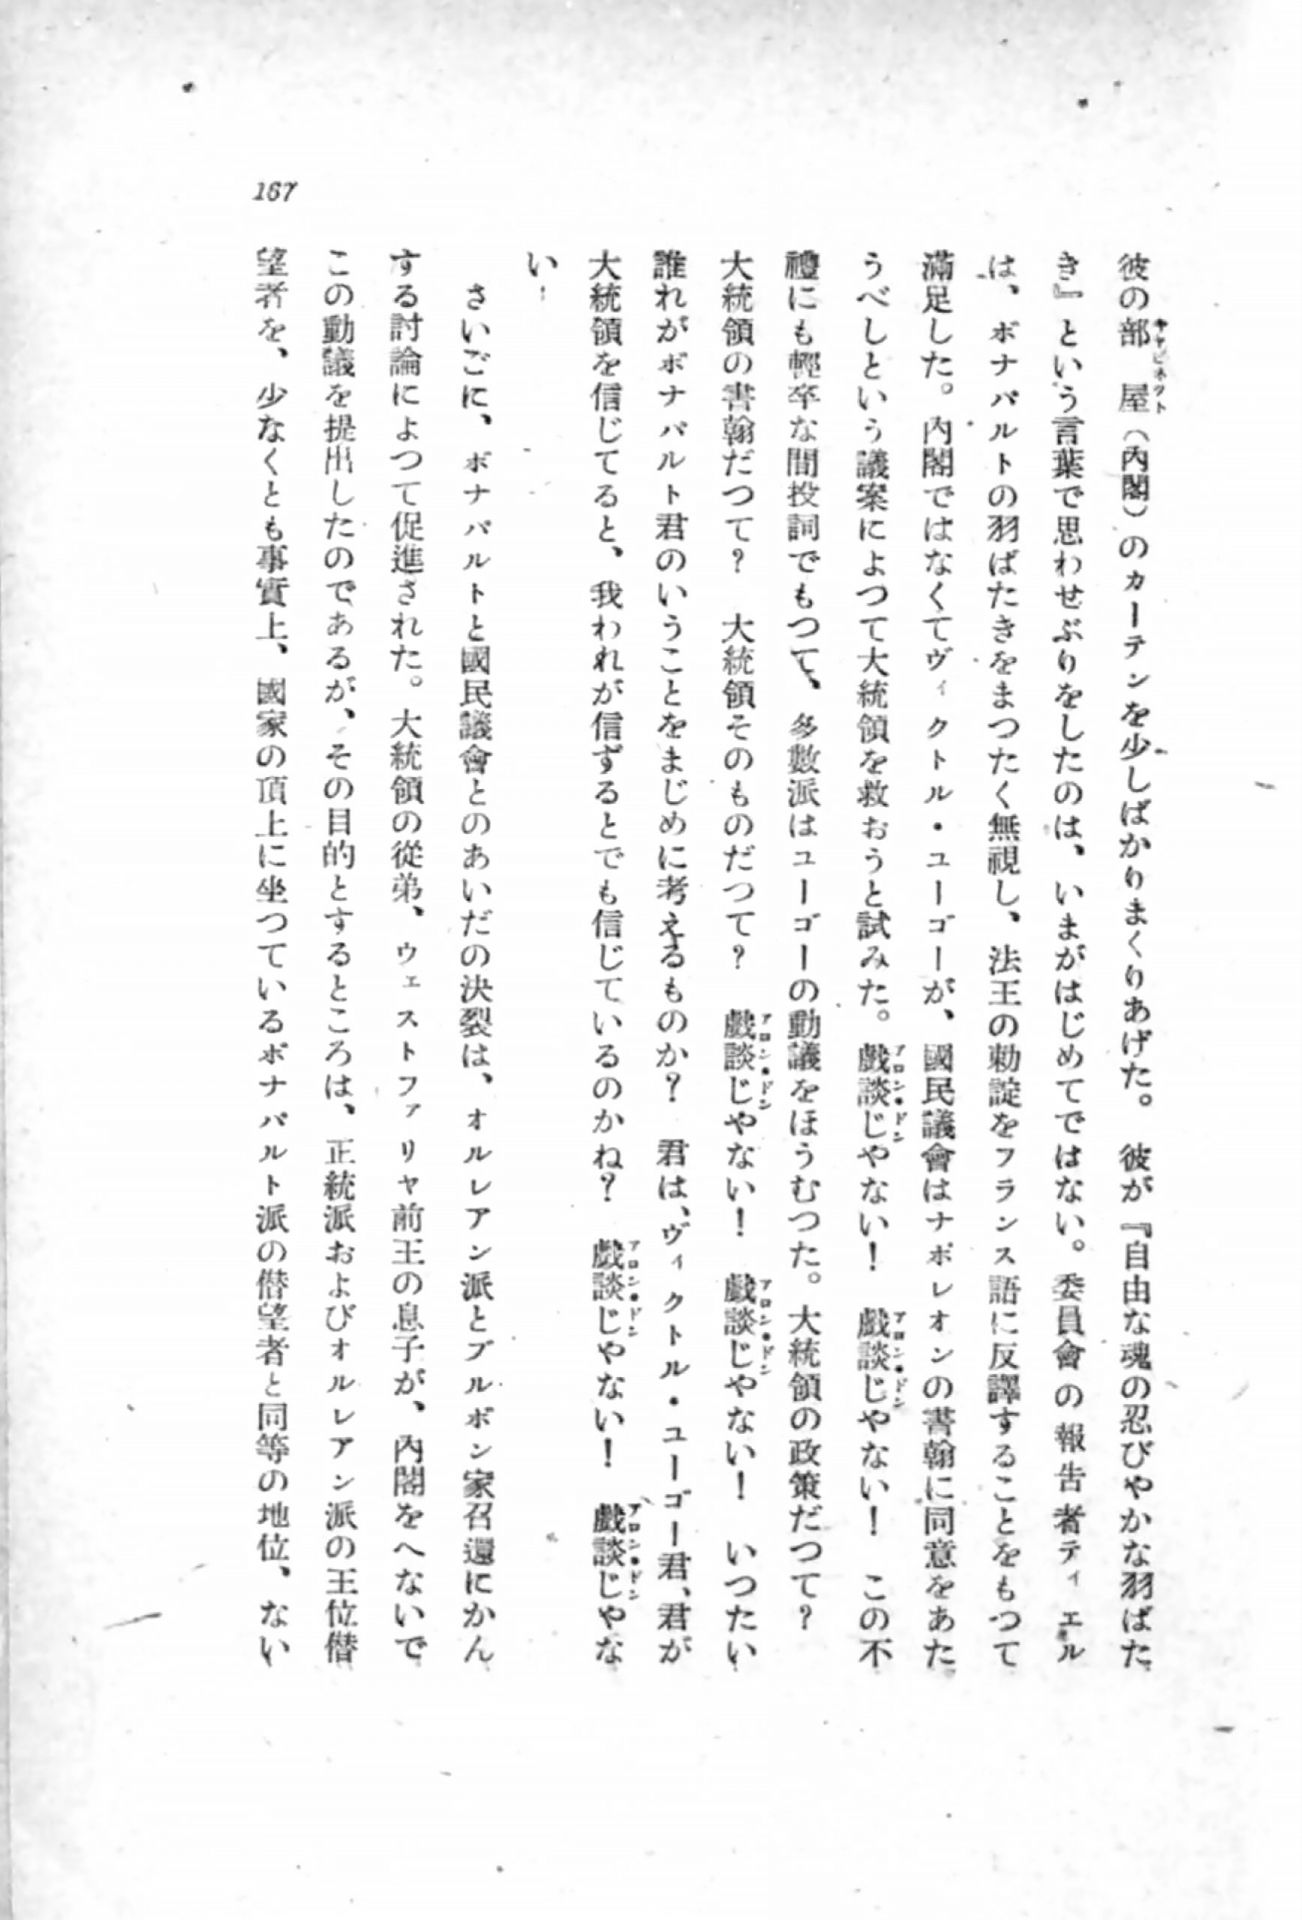 167
彼の部屋(內閣)のカーテンを少しばかりまくりあげた。彼が『自由な魂の忍びやかな羽ばた
き』という言葉で思わせぶりをしたのは、いまがはじめてではない。委員會の報告者ティエル
は、ボナパルトの羽ばたきをまつたく無視し、法王の勅諚をフランス語に反譯することをもつて
滿足した。內閣ではなくてヴィクトル・ユーゴーが、國民議會はナポレオンの書翰に同意をあた
うべしという議案によつて大統領を救おうと試みた。戲談じゃない! 戲談じゃない! この不
禮にも輕卒な間投詞でもつて、多數派はユーゴーの動議をほうむつた。大統領の政策だつて?
大統領の書翰だつて? 大統領そのものだつて? 戲談じゃない! 戲談じゃない! いつたい
誰れがボナパルト君のいうことをまじめに考えるものか? 君は、ヴィクトル・ユーゴー君、君が
大統領を信じてると、我われが信ずるとでも信じているのかね? 戲談じゃない! 戲談じゃな
い!
さいごに、ボナパルトと國民議會とのあいだの決裂は、オルレアン派とブルボン家召還にかん
する討論によつて促進された。大統領の從弟、ウェストファリヤ前王の息子が、內閣をへないで
この動議を提出したのであるが、その目的とするところは、正統派およびオルレアン派の王位僭
望者を、少なくとも事實上、國家の頂上に坐つているボナパルト派の僭望者と同等の地位、ない